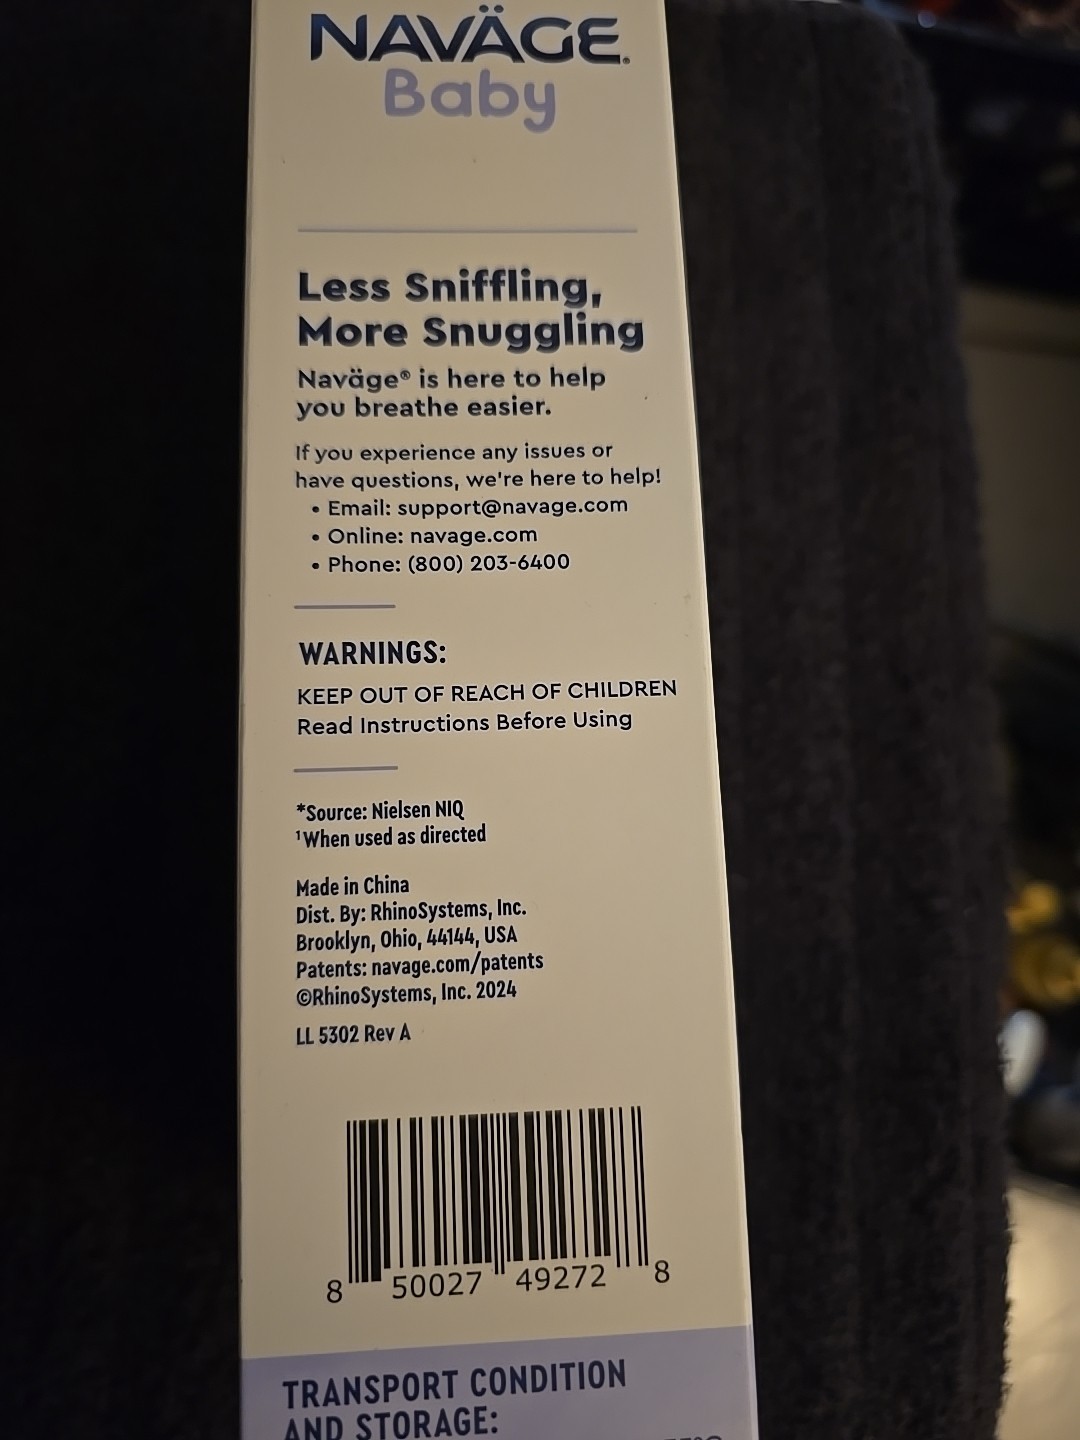 NAVÄGE®
Baby
Less Sniffling,
More Snuggling
Naväge® is here to help
you breathe easier.
If you experience any issues or
have questions, we're here to help!
• Email: support@navage.com
• Online: navage.com
• Phone: (800) 203-6400
WARNINGS:
KEEP OUT OF REACH OF CHILDREN
Read Instructions Before Using
*Source: Nielsen NIQ
¹When used as directed
Made in China
Dist. By: RhinoSystems, Inc.
Brooklyn, Ohio, 44144, USA
Patents: navage.com/patents
©RhinoSystems, Inc. 2024
LL 5302 Rev A
8 50027 49272 8
TRANSPORT CONDITION
AND STORAGE: